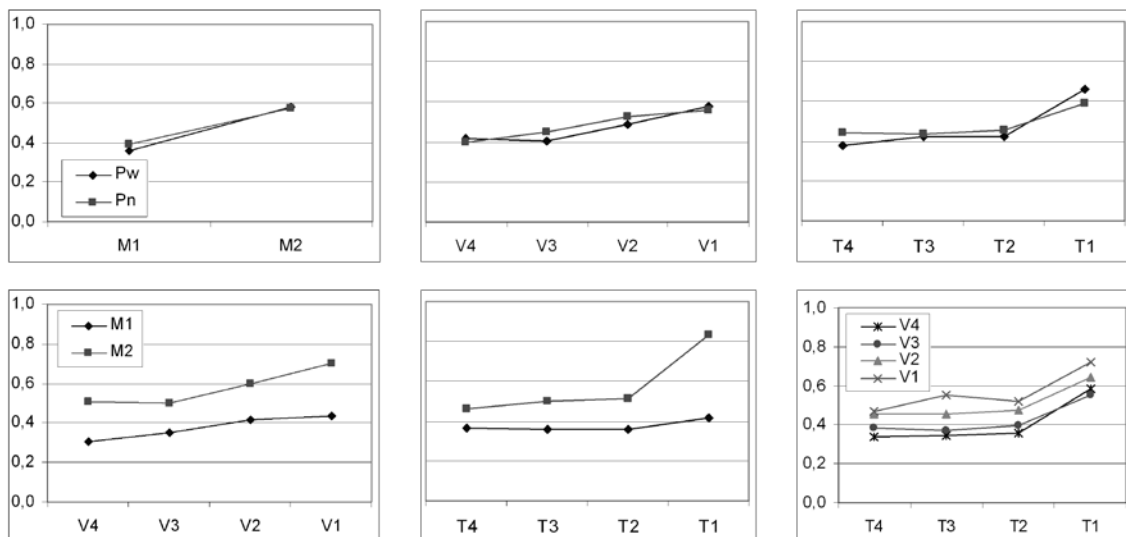 1,0
0,8
0,6
0,4
0,2
0,0
Pw
Pn
M1 M2
V4 V3 V2 V1
T4 T3 T2 T1
1,0
0,8
0,6
0,4
0,2
0,0
M1
M2
V4 V3 V2 V1
T4 T3 T2 T1
1,0
0,8
0,6
0,4
0,2
0,0
V4
V3
V2
V1
T4 T3 T2 T1